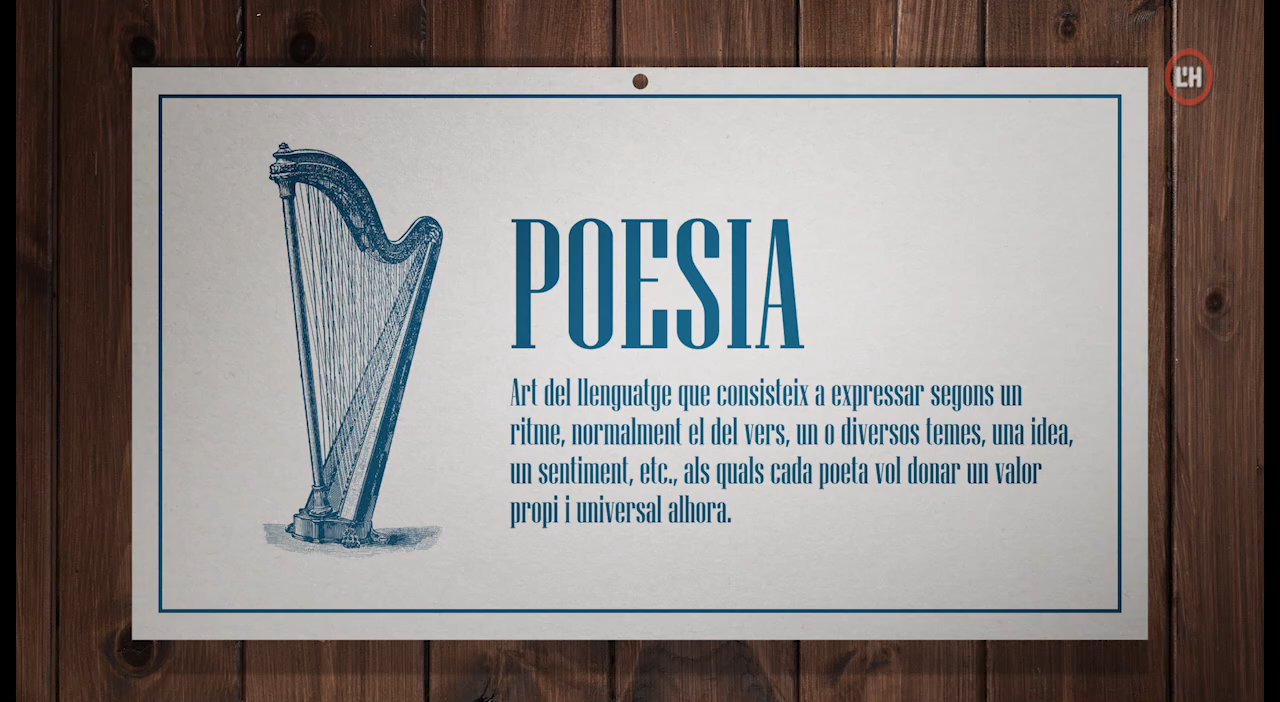 L'H
POESIA
Art del llenguatge que consisteix a expressar segons un
ritme, normalment el del vers, un o diversos temes, una idea,
un sentiment, etc., als quals cada poeta vol donar un valor
propi i universal alhora.